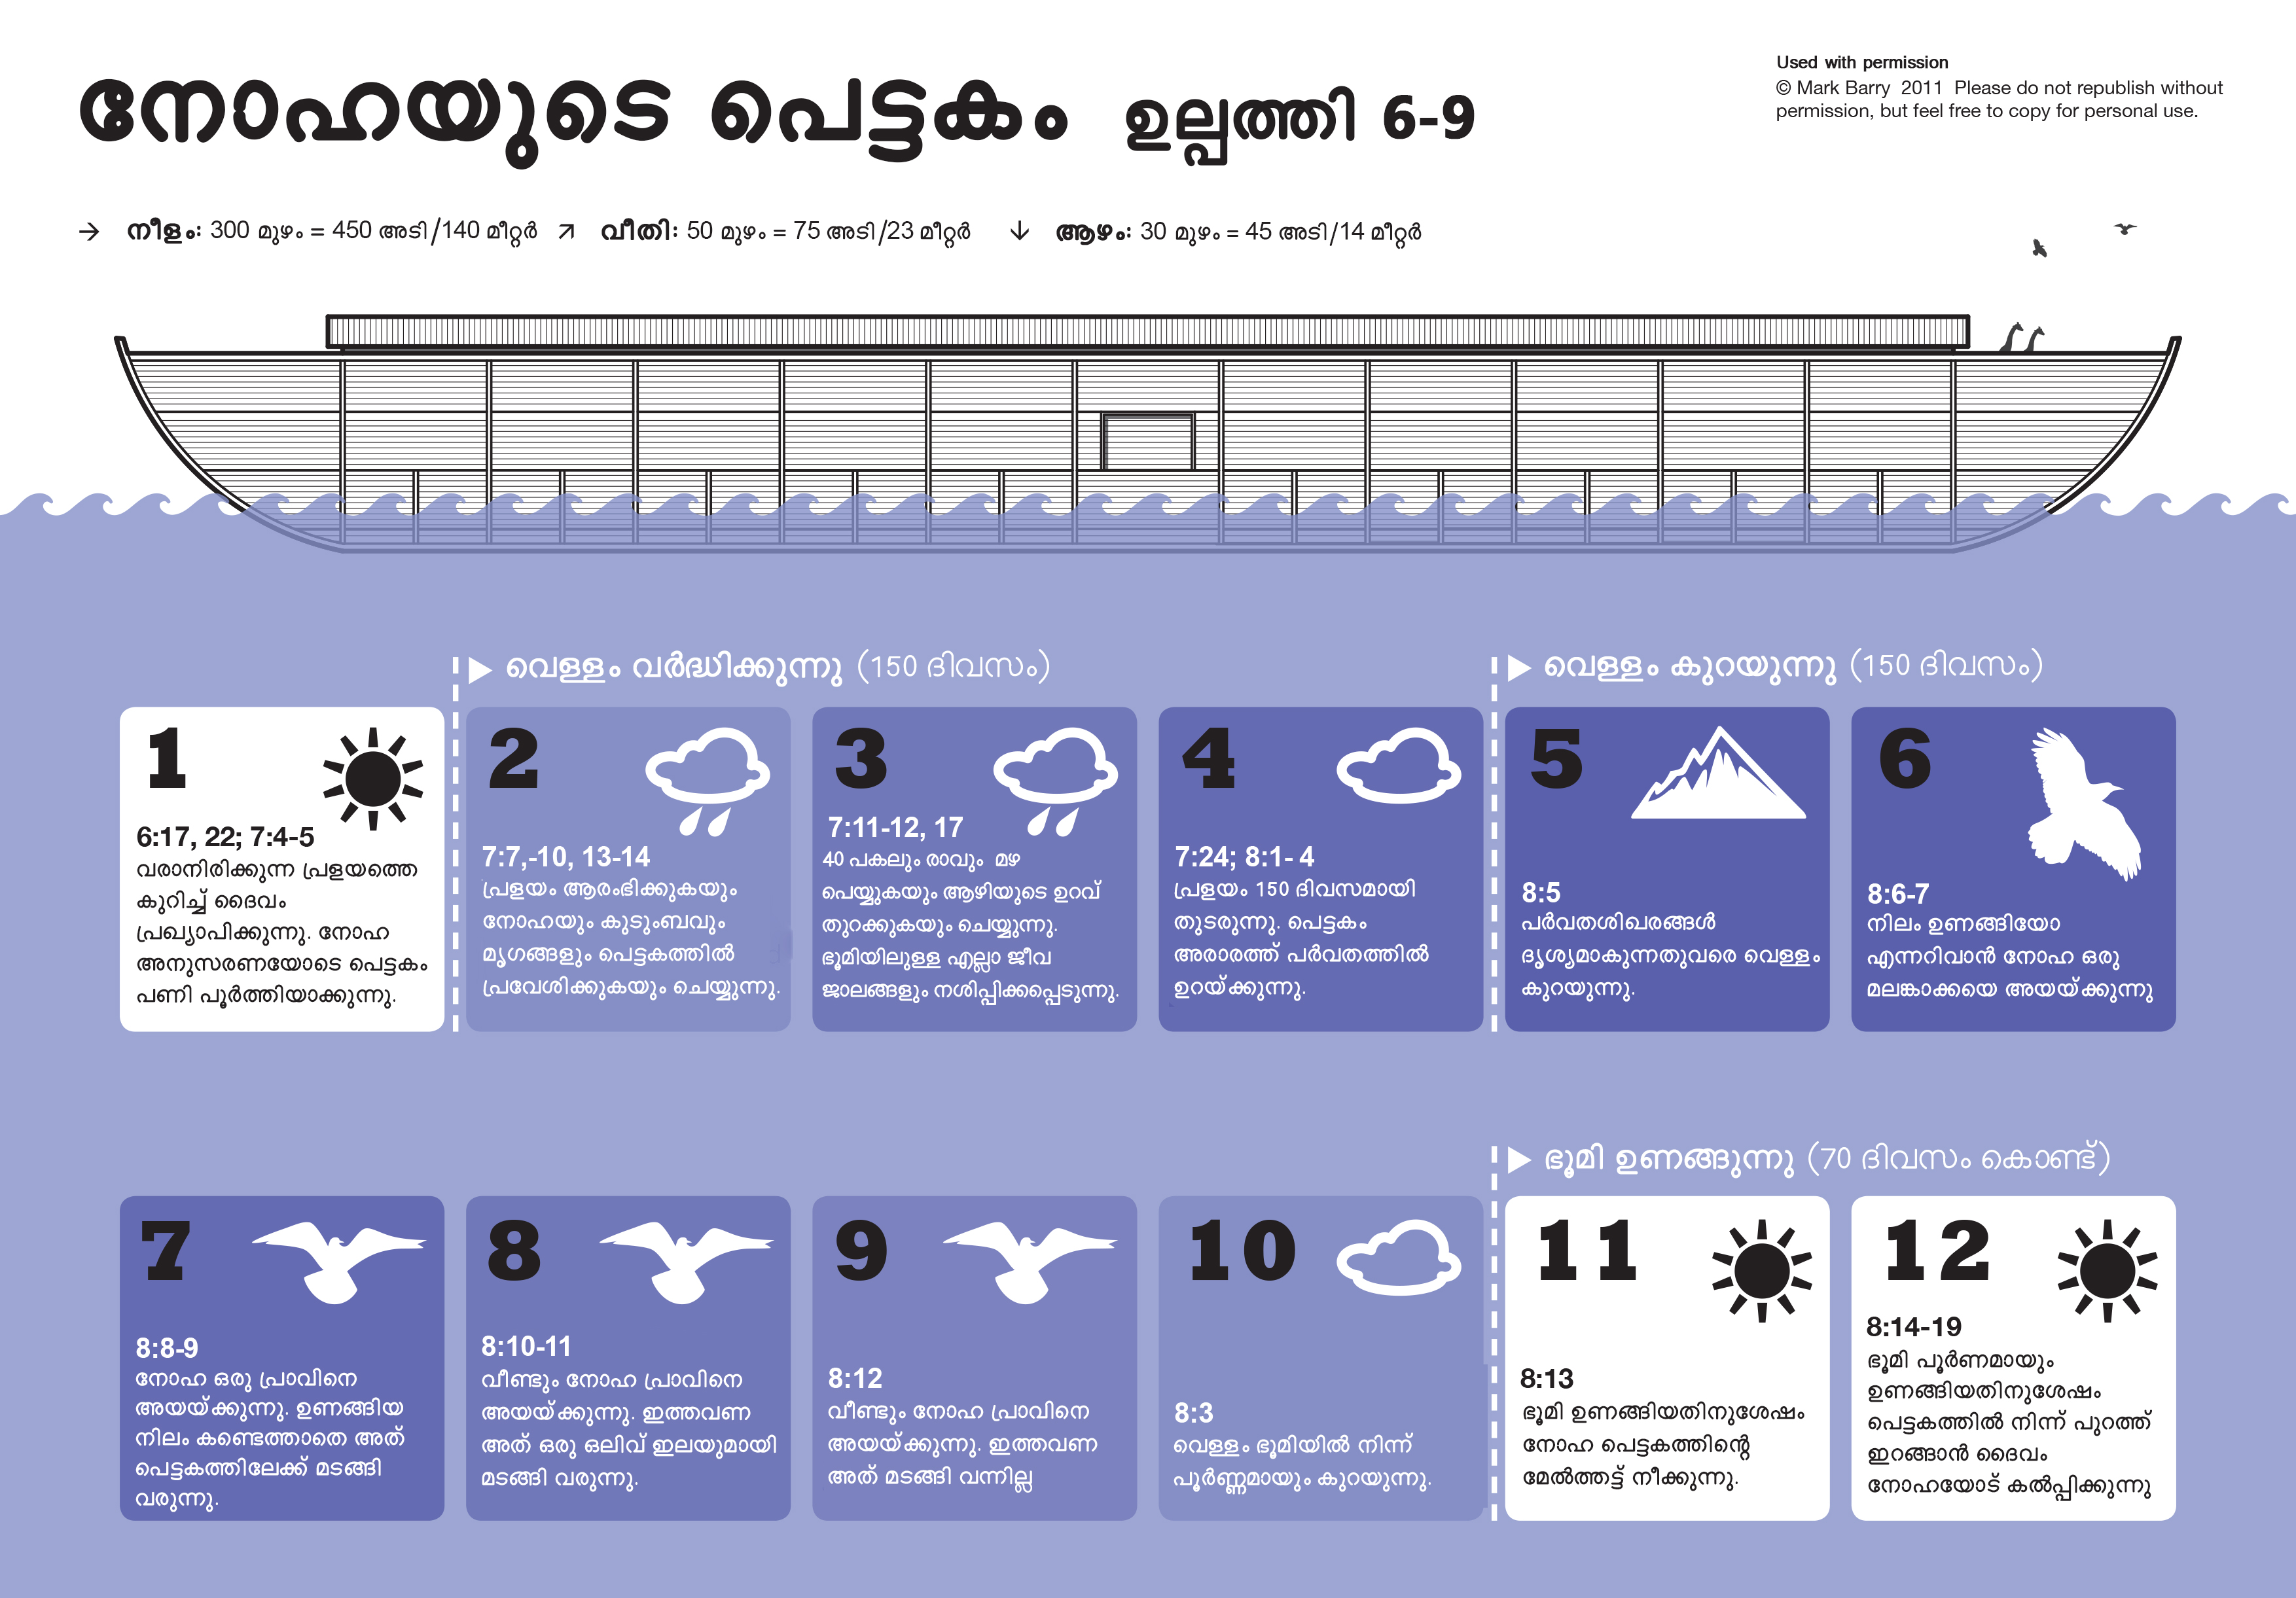 നോഹയുടെ പെട്ടകം ഉല്പത്തി 6-9
Used with permission
© Mark Barry 2011 Please do not republish without
permission, but feel free to copy for personal use.
→ നീളം: 300 മുഴം = 450 അടി/140 മീറ്റർ ↗ വീതി: 50 മുഴം = 75 അടി/23 മീറ്റർ ↓ ആഴം: 30 മുഴം = 45 അടി/14 മീറ്റർ
വെള്ളം വർദ്ധിക്കുന്നു (150 ദിവസം)
വെള്ളം കുറയുന്നു (150 ദിവസം)
1
6:17, 22; 7:4-5
വരാനിരിക്കുന്ന പ്രളയത്തെ
കുറിച്ച് ദൈവം
പ്രഖ്യാപിക്കുന്നു. നോഹ
അനുസരണയോടെ പെട്ടകം
പണി പൂർത്തിയാക്കുന്നു.
2
7:7,-10, 13-14
പ്രളയം ആരംഭിക്കുകയും
നോഹയും കുടുംബവും
മൃഗങ്ങളും പെട്ടകത്തിൽ
പ്രവേശിക്കുകയും ചെയ്യുന്നു.
3
7:11-12, 17
40 പകലും രാവും മഴ
പെയ്യുകയും ആഴിയുടെ ഉറവ്
തുറക്കുകയും ചെയ്യുന്നു.
ഭൂമിയിലുള്ള എല്ലാ ജീവ
ജാലങ്ങളും നശിപ്പിക്കപ്പെടുന്നു.
4
7:24; 8:1- 4
പ്രളയം 150 ദിവസമായി
തുടരുന്നു. പെട്ടകം
അരാരത്ത് പർവതത്തിൽ
ഉറയ്ക്കുന്നു.
5
8:5
പർവതശിഖരങ്ങൾ
ദൃശ്യമാകുന്നതുവരെ വെള്ളം
കുറയുന്നു.
6
8:6-7
നിലം ഉണങ്ങിയോ
എന്നറിവാൻ നോഹ ഒരു
മലങ്കാക്കയെ അയയ്ക്കുന്നു
ഭൂമി ഉണങ്ങുന്നു (70 ദിവസം കൊണ്ട്)
7
8:8-9
നോഹ ഒരു പ്രാവിനെ
അയയ്ക്കുന്നു. ഉണങ്ങിയ
നിലം കണ്ടെത്താതെ അത്
പെട്ടകത്തിലേക്ക് മടങ്ങി
വരുന്നു.
8
8:10-11
വീണ്ടും നോഹ പ്രാവിനെ
അയയ്ക്കുന്നു. ഇത്തവണ
അത് ഒരു ഒലിവ് ഇലയുമായി
മടങ്ങി വരുന്നു.
9
8:12
വീണ്ടും നോഹ പ്രാവിനെ
അയയ്ക്കുന്നു. ഇത്തവണ
അത് മടങ്ങി വന്നില്ല
10
8:3
വെള്ളം ഭൂമിയിൽ നിന്ന്
പൂർണ്ണമായും കുറയുന്നു.
11
8:13
ഭൂമി ഉണങ്ങിയതിനുശേഷം
നോഹ പെട്ടകത്തിന്റെ
മേൽത്തട്ട് നീക്കുന്നു.
12
8:14-19
ഭൂമി പൂർണമായും
ഉണങ്ങിയതിനുശേഷം
പെട്ടകത്തിൽ നിന്ന് പുറത്ത്
ഇറങ്ങാൻ ദൈവം
നോഹയോട് കൽപ്പിക്കുന്നു